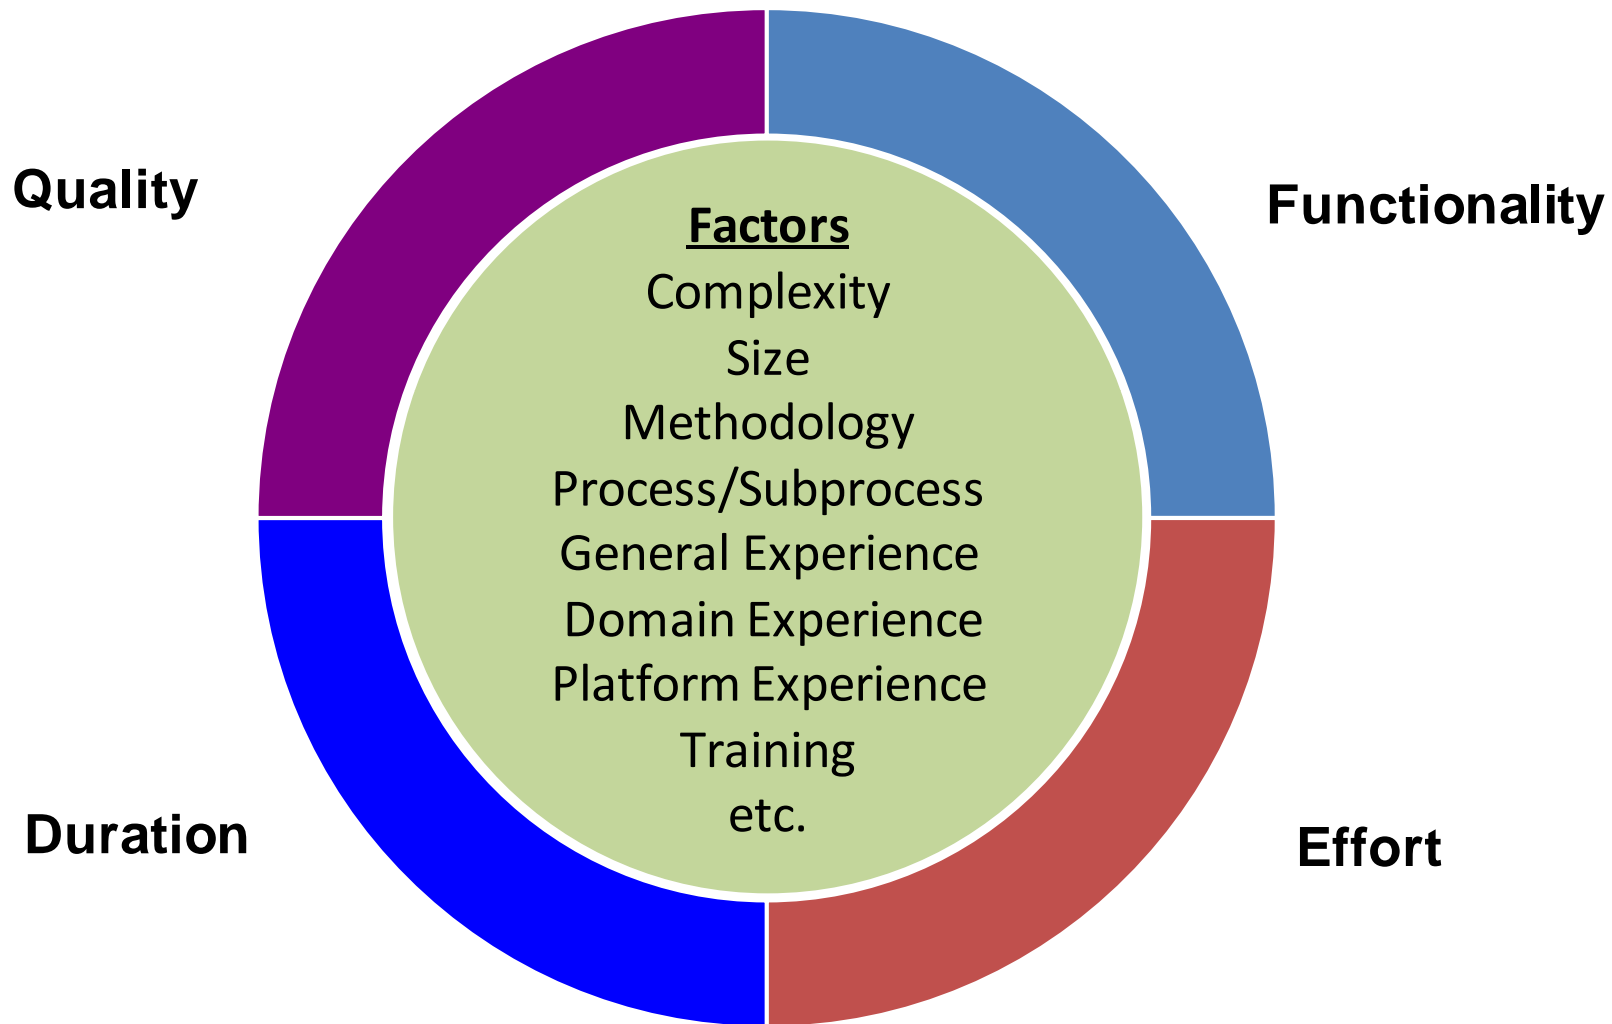 Quality
Functionality
Factors
Complexity
Size
Methodology
Process/Subprocess
General Experience
Domain Experience
Platform Experience
Training
etc.
Duration
Effort